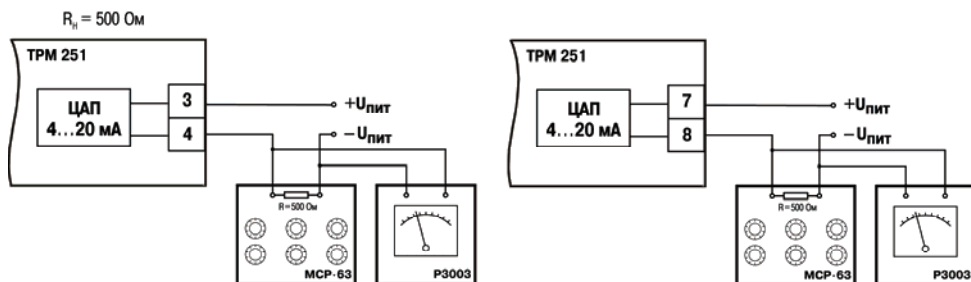 Rн = 500 Ом
ТРМ 251
ЦАП
4...20 мА
3
4
+Uпит
−Uпит
R=500 Ом
МСР-63
Р3003
ТРМ 251
ЦАП
4...20 мА
7
8
+Uпит
−Uпит
R=500 Ом
МСР-63
Р3003